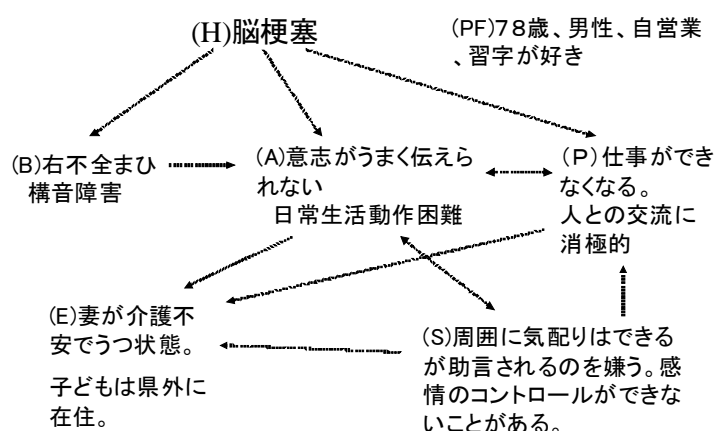 (H)脳梗塞
(PF)78歳、男性、自営業
、習字が好き
(B)右不全まひ
構音障害
(A)意志がうまく伝えら
れない
日常生活動作困難
(P)仕事ができ
なくなる。
人との交流に
消極的
(E)妻が介護不
安でうつ状態。
子どもは県外に
在住。
(S)周囲に気配りはできる
が助言されるのを嫌う。感
情のコントロールができな
いことがある。